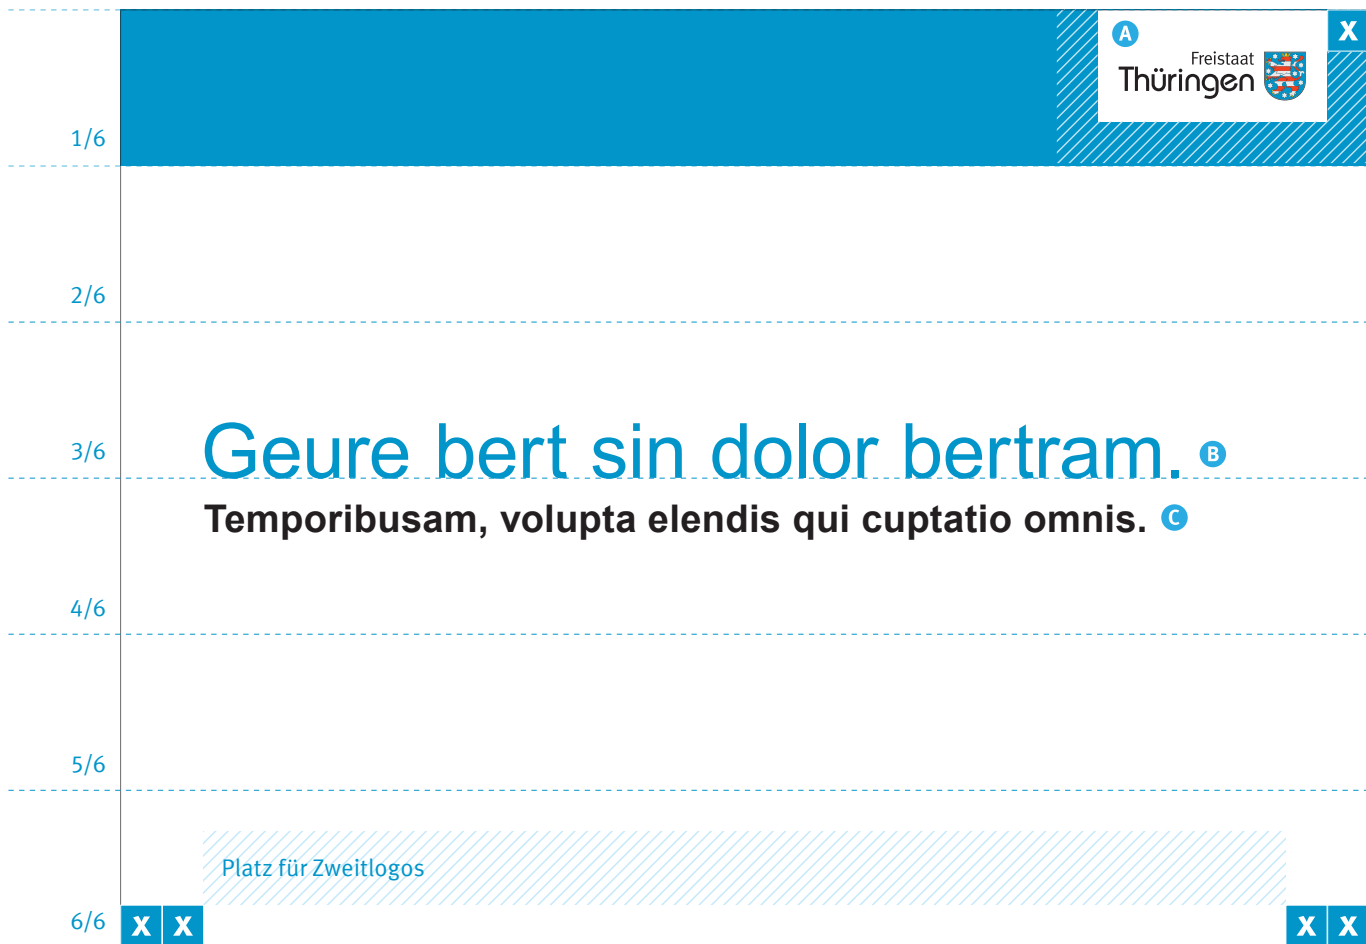 A
X
Freistaat
Thüringen
1/6
2/6
3/6
Geure bert sin dolor bertram. B
Temporibusam, volupta elendis qui cuptatio omnis. C
4/6
5/6
Platz für Zweitlogos
6/6 X X X X